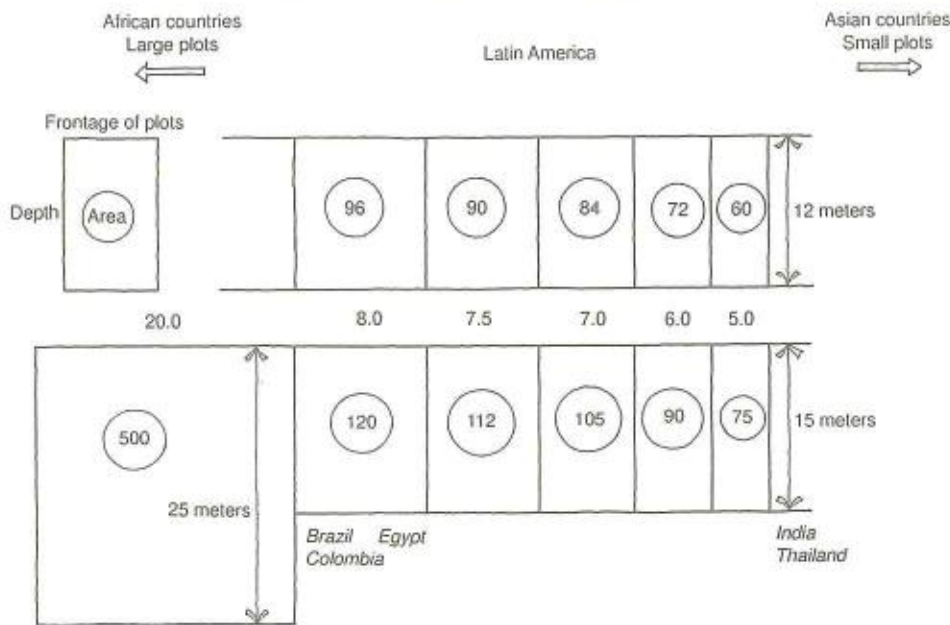 African countries
Large plots
Latin America
Asian countries
Small plots
Frontage of plots
Depth
Area
96
90
84
72
60
12 meters
20.0
8.0
7.5
7.0
6.0
5.0
500
25 meters
120
112
105
90
75
15 meters
Brazil Egypt
Colombia
India
Thailand